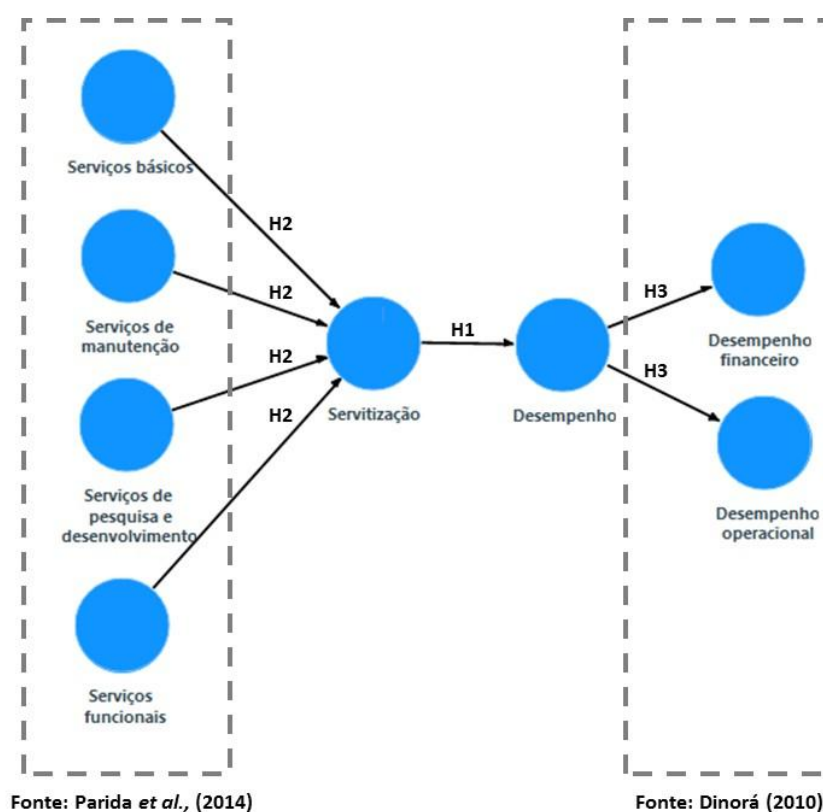 Serviços básicos
H2
Serviços de
manutenção
H2
Serviços de
pesquisa e
desenvolvimento
H2
Serviços
funcionais
H2
Servitização
H1
Desempenho
H3
Desempenho
financeiro
H3
Desempenho
operacional
Fonte: Parida et al., (2014)
Fonte: Dinorá (2010)